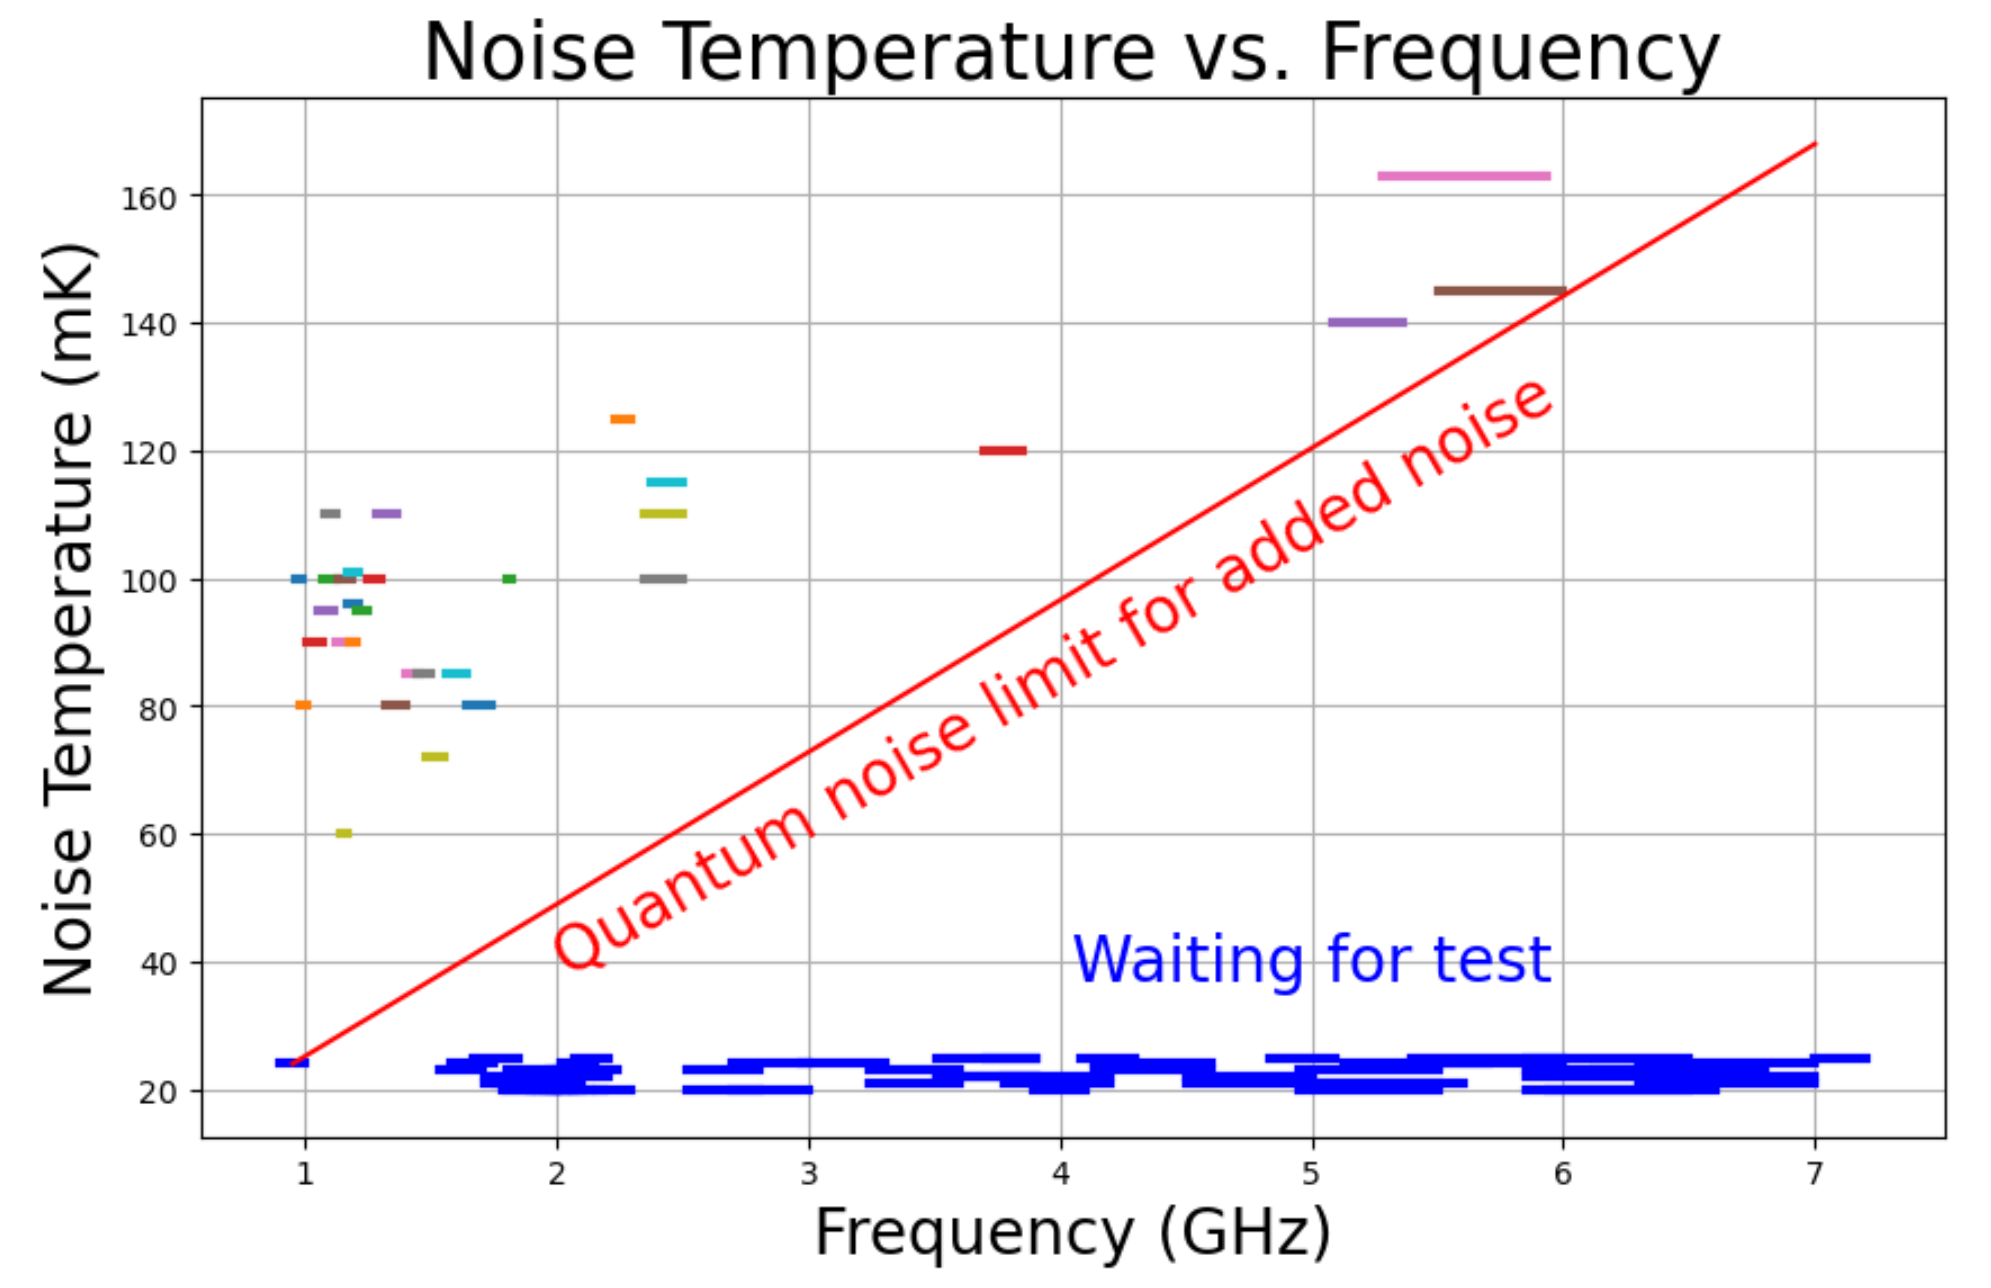 Noise Temperature vs. Frequency
Noise Temperature (mK)
160
140
120
100
80
60
40
20
Quantum noise limit for added noise
Waiting for test
1 2 3 4 5 6 7
Frequency (GHz)